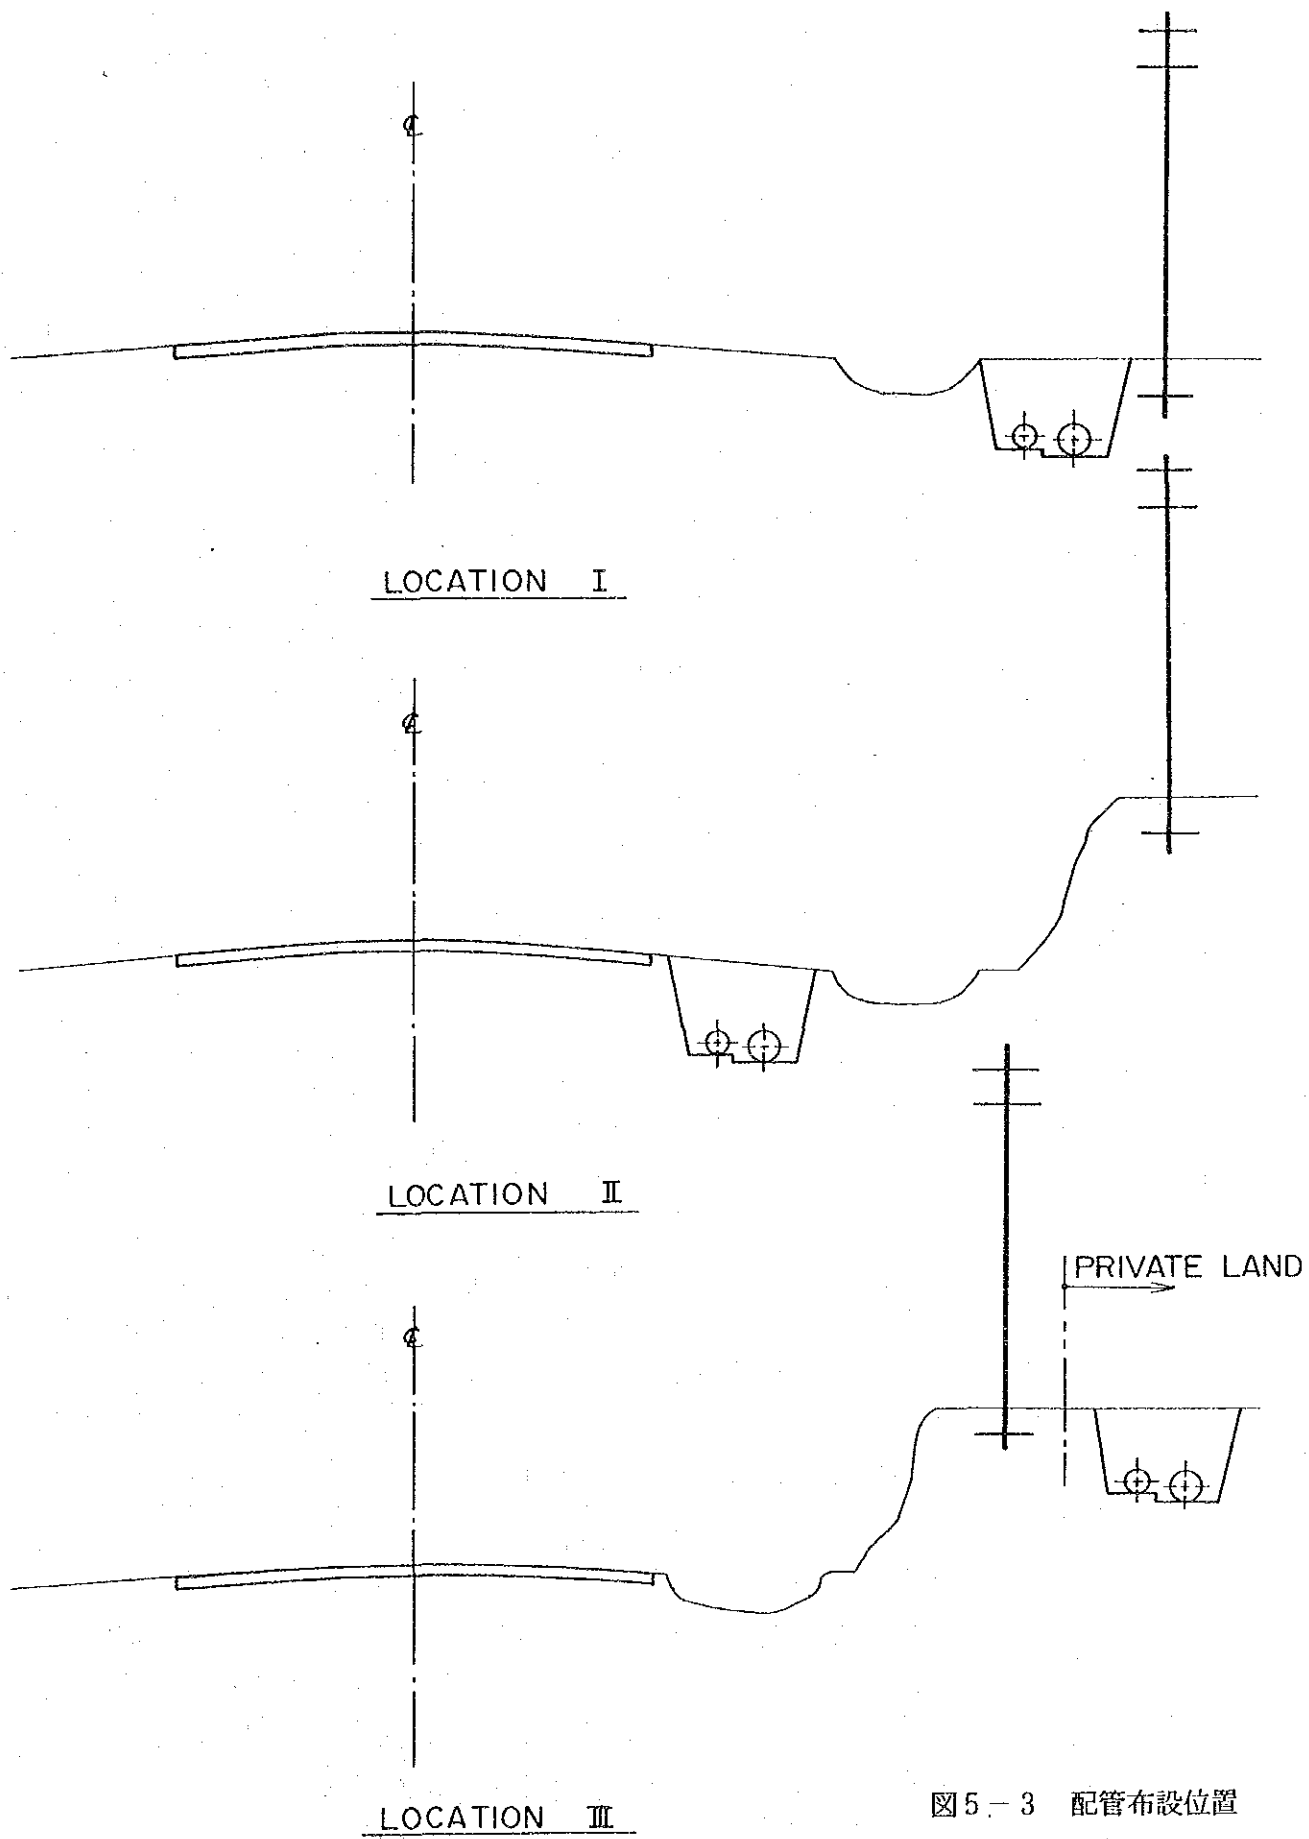 ℄
LOCATION I
℄
LOCATION II
PRIVATE LAND
℄
LOCATION III
図5-3 配管布設位置